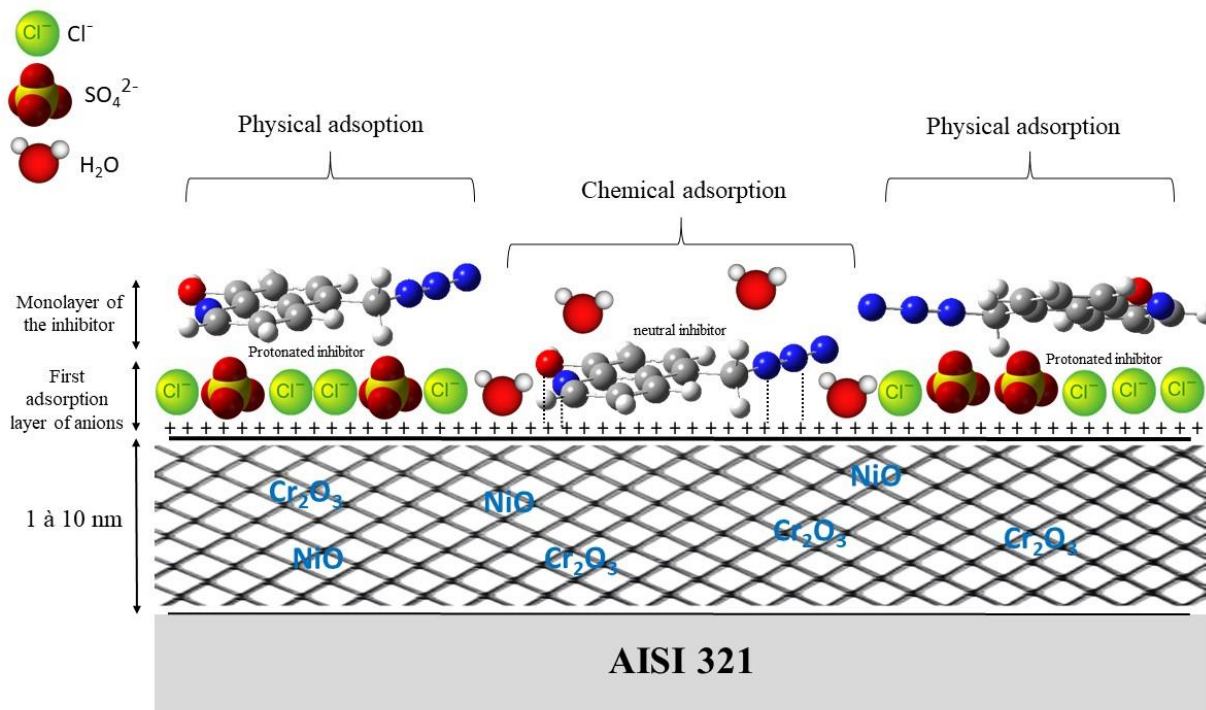 Cl⁻ Cl⁻
SO₄²⁻
H₂O
Physical adsoption
Physical adsorption
Chemical adsorption
Monolayer of
the inhibitor
neutral inhibitor
Protonated inhibitor
Protonated inhibitor
First
adsorption
layer of anions
Cl⁻ Cl⁻ Cl⁻ Cl⁻ Cl⁻ Cl⁻ Cl⁻ Cl⁻
+ + + + + + + + + + + + + + + + + + + + + + + + + + + + + + + + + + + + + + + + + + + + + + + + + + + + + + + + + + + + + + + + + + + + + +
1 à 10 nm
Cr₂O₃ NiO NiO
NiO Cr₂O₃ Cr₂O₃ Cr₂O₃
AISI 321